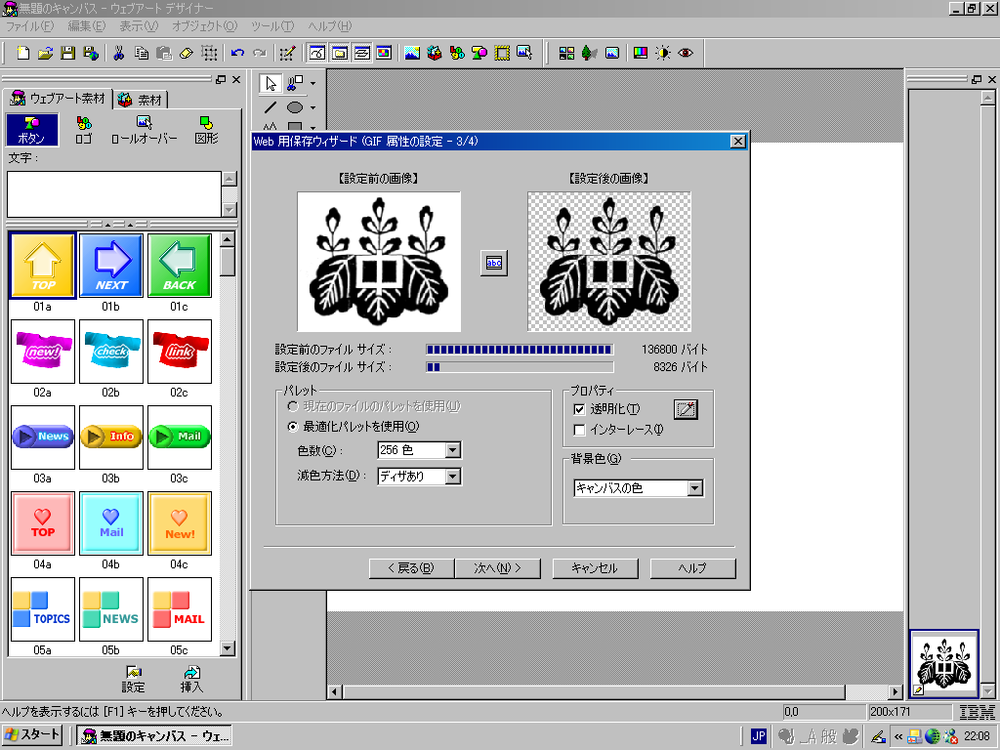 無題のキャンバス - ウェブアート デザイナー
ファイル(F) 編集(E) 表示(V) オブジェクト(O) ツール(T) ヘルプ(H)
ウェブアート素材 素材
ボタン ロゴ ロールオーバー 図形
文字:
TOP NEXT BACK
01a 01b 01c
new! check link
02a 02b 02c
News Info Mail
03a 03b 03c
TOP Mail New!
04a 04b 04c
TOPICS NEWS MAIL
05a 05b 05c
設定 挿入
Web 用保存ウィザード (GIF 属性の設定 - 3/4)
【設定前の画像】 【設定後の画像】
abc
設定前のファイル サイズ: 136800 バイト
設定後のファイル サイズ: 8326 バイト
パレット
現在のファイルのパレットを使用(U)
最適化パレットを使用(O)
色数(C): 256 色
減色方法(D): ディザあり
プロパティ
透明化(T)
インターレース(I)
背景色(G)
キャンバスの色
< 戻る(B) 次へ(N) > キャンセル ヘルプ
ヘルプを表示するには [F1] キーを押してください。 0,0 200x171 IBM
スタート 無題のキャンバス - ウェ... JP A 般 « 22:08